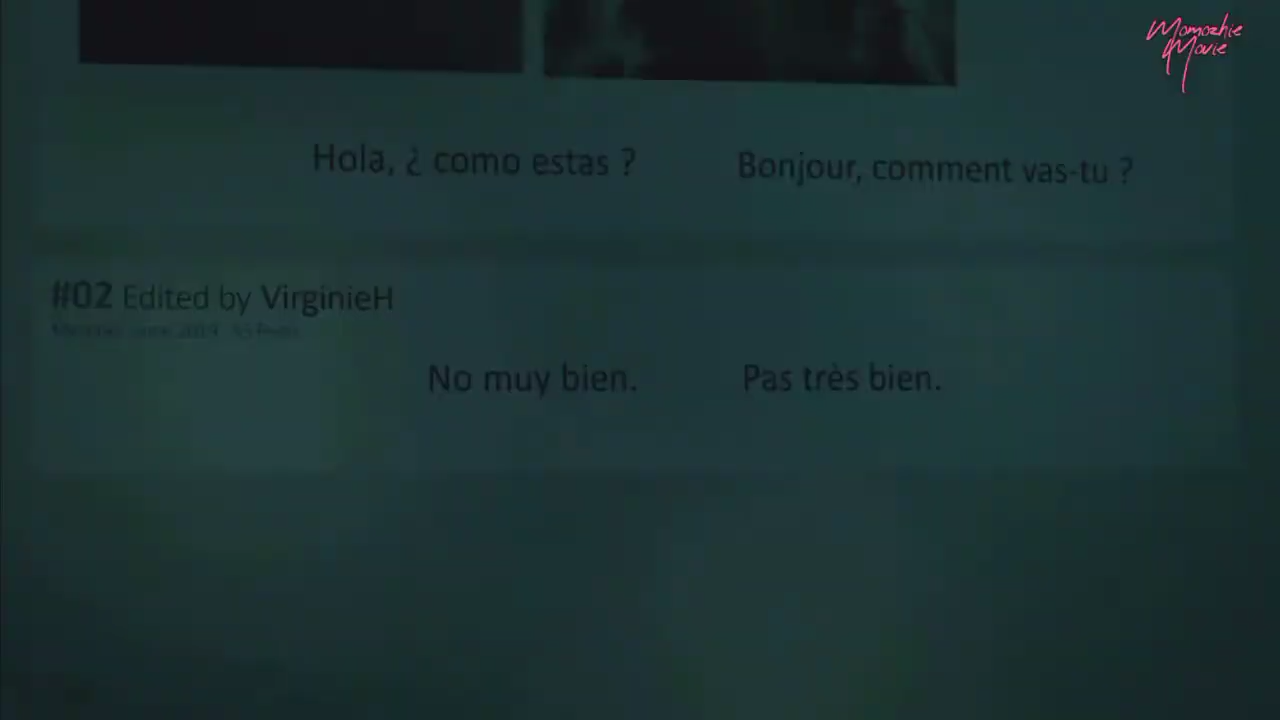 Momozhie
Movie
Hola, ¿ como estas ?
Bonjour, comment vas-tu ?
#02 Edited by VirginieH
No muy bien.
Pas très bien.